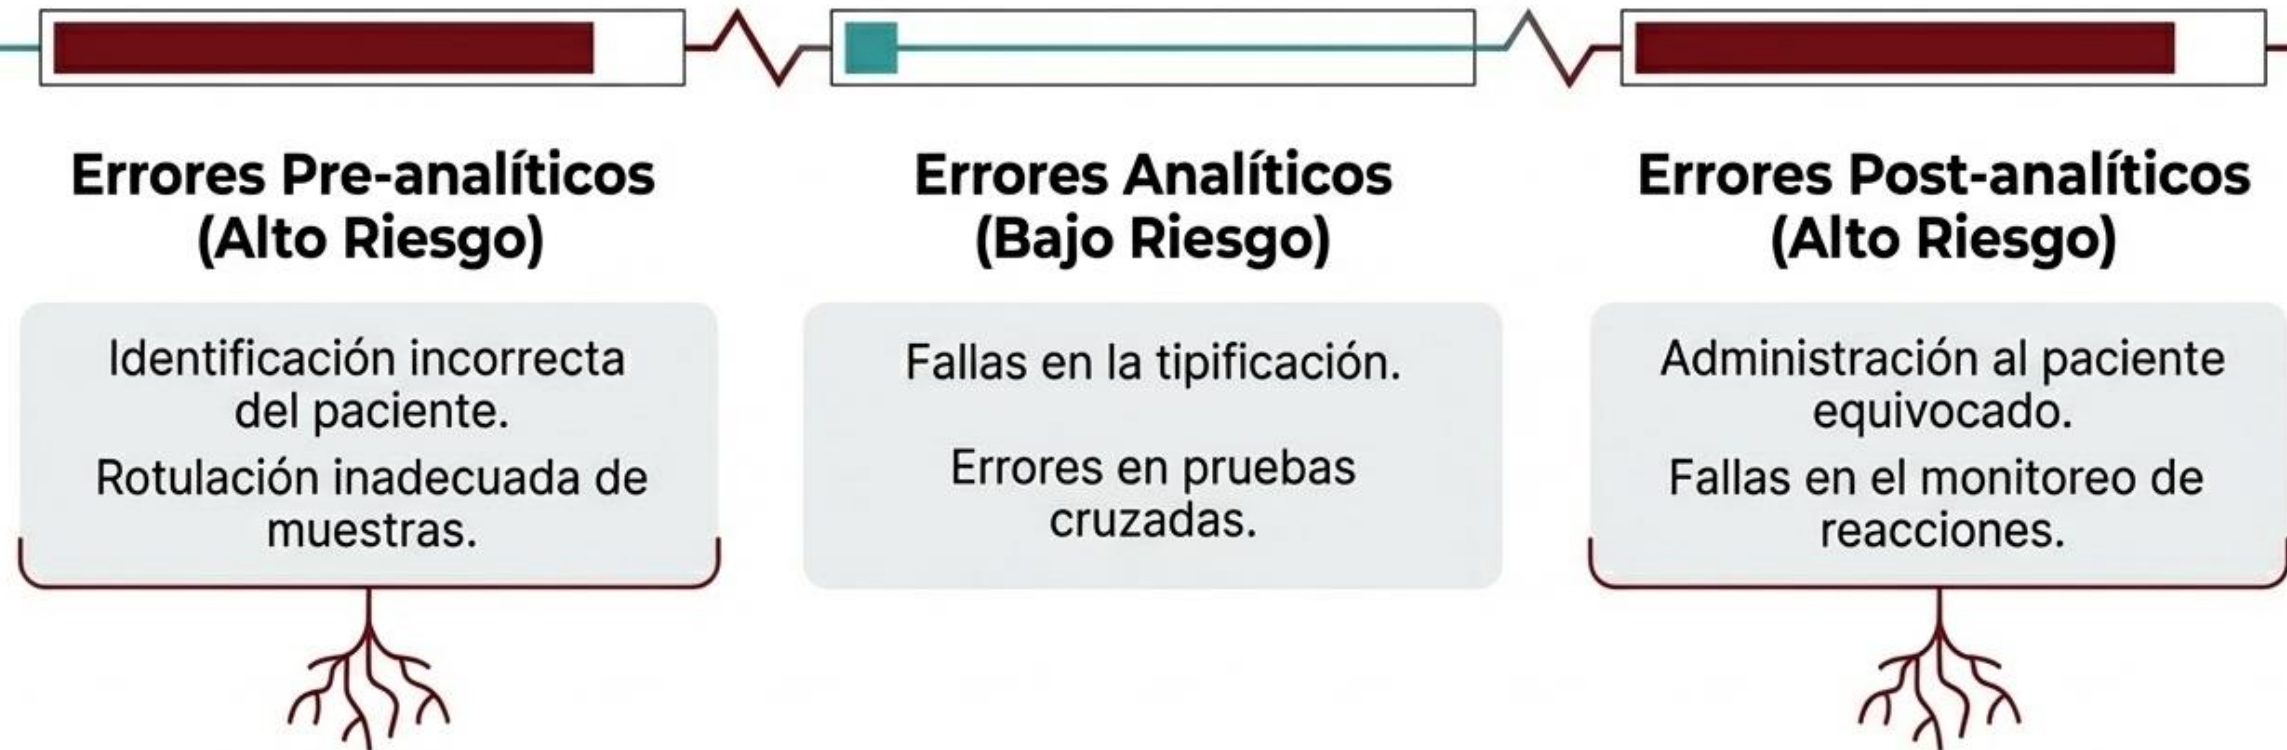 Errores Pre-analíticos
(Alto Riesgo)
Identificación incorrecta
del paciente.
Rotulación inadecuada de
muestras.
Errores Analíticos
(Bajo Riesgo)
Fallas en la tipificación.
Errores en pruebas
cruzadas.
Errores Post-analíticos
(Alto Riesgo)
Administración al paciente
equivocado.
Fallas en el monitoreo de
reacciones.